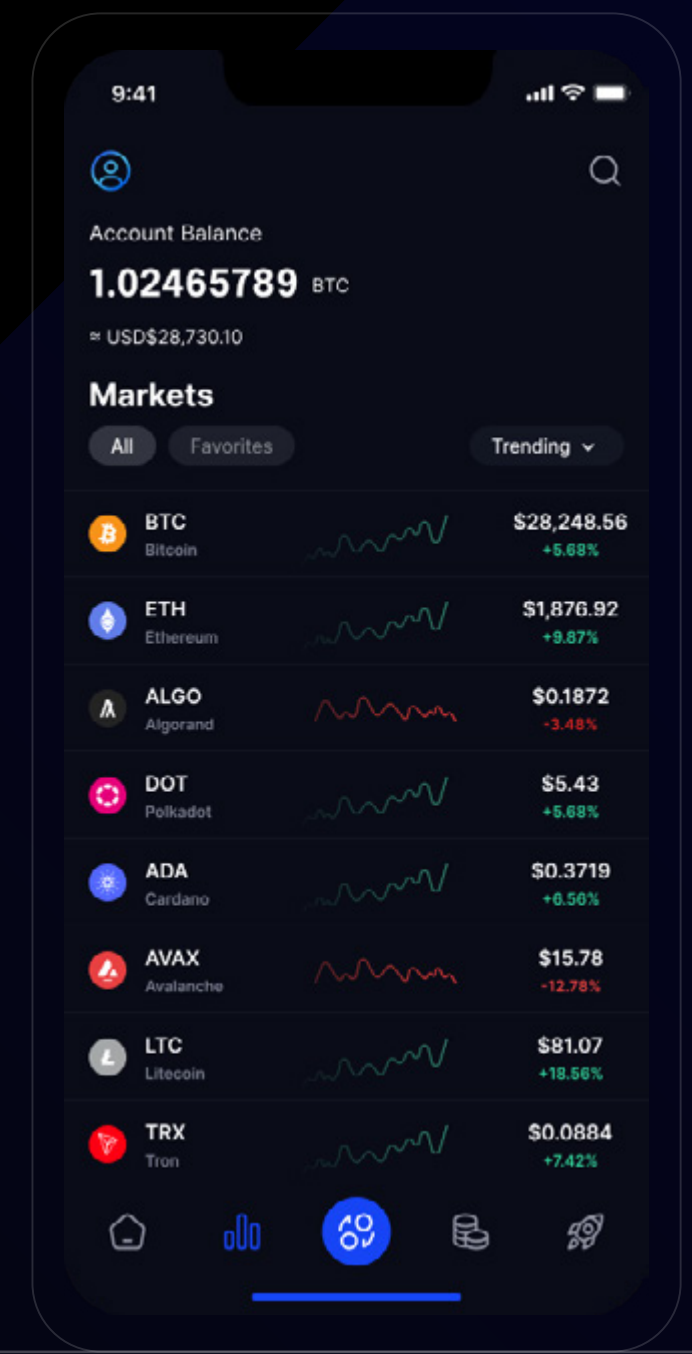 9:41
Account Balance
1.02465789 BTC
≈ USD$28,730.10
Markets
All Favorites Trending
BTC $28,248.56
Bitcoin +5.68%
ETH $1,876.92
Ethereum +9.87%
ALGO $0.1872
Algorand -3.48%
DOT $5.43
Polkadot +5.68%
ADA $0.3719
Cardano +6.56%
AVAX $15.78
Avalanche -12.78%
LTC $81.07
Litecoin +18.56%
TRX $0.0884
Tron +7.42%